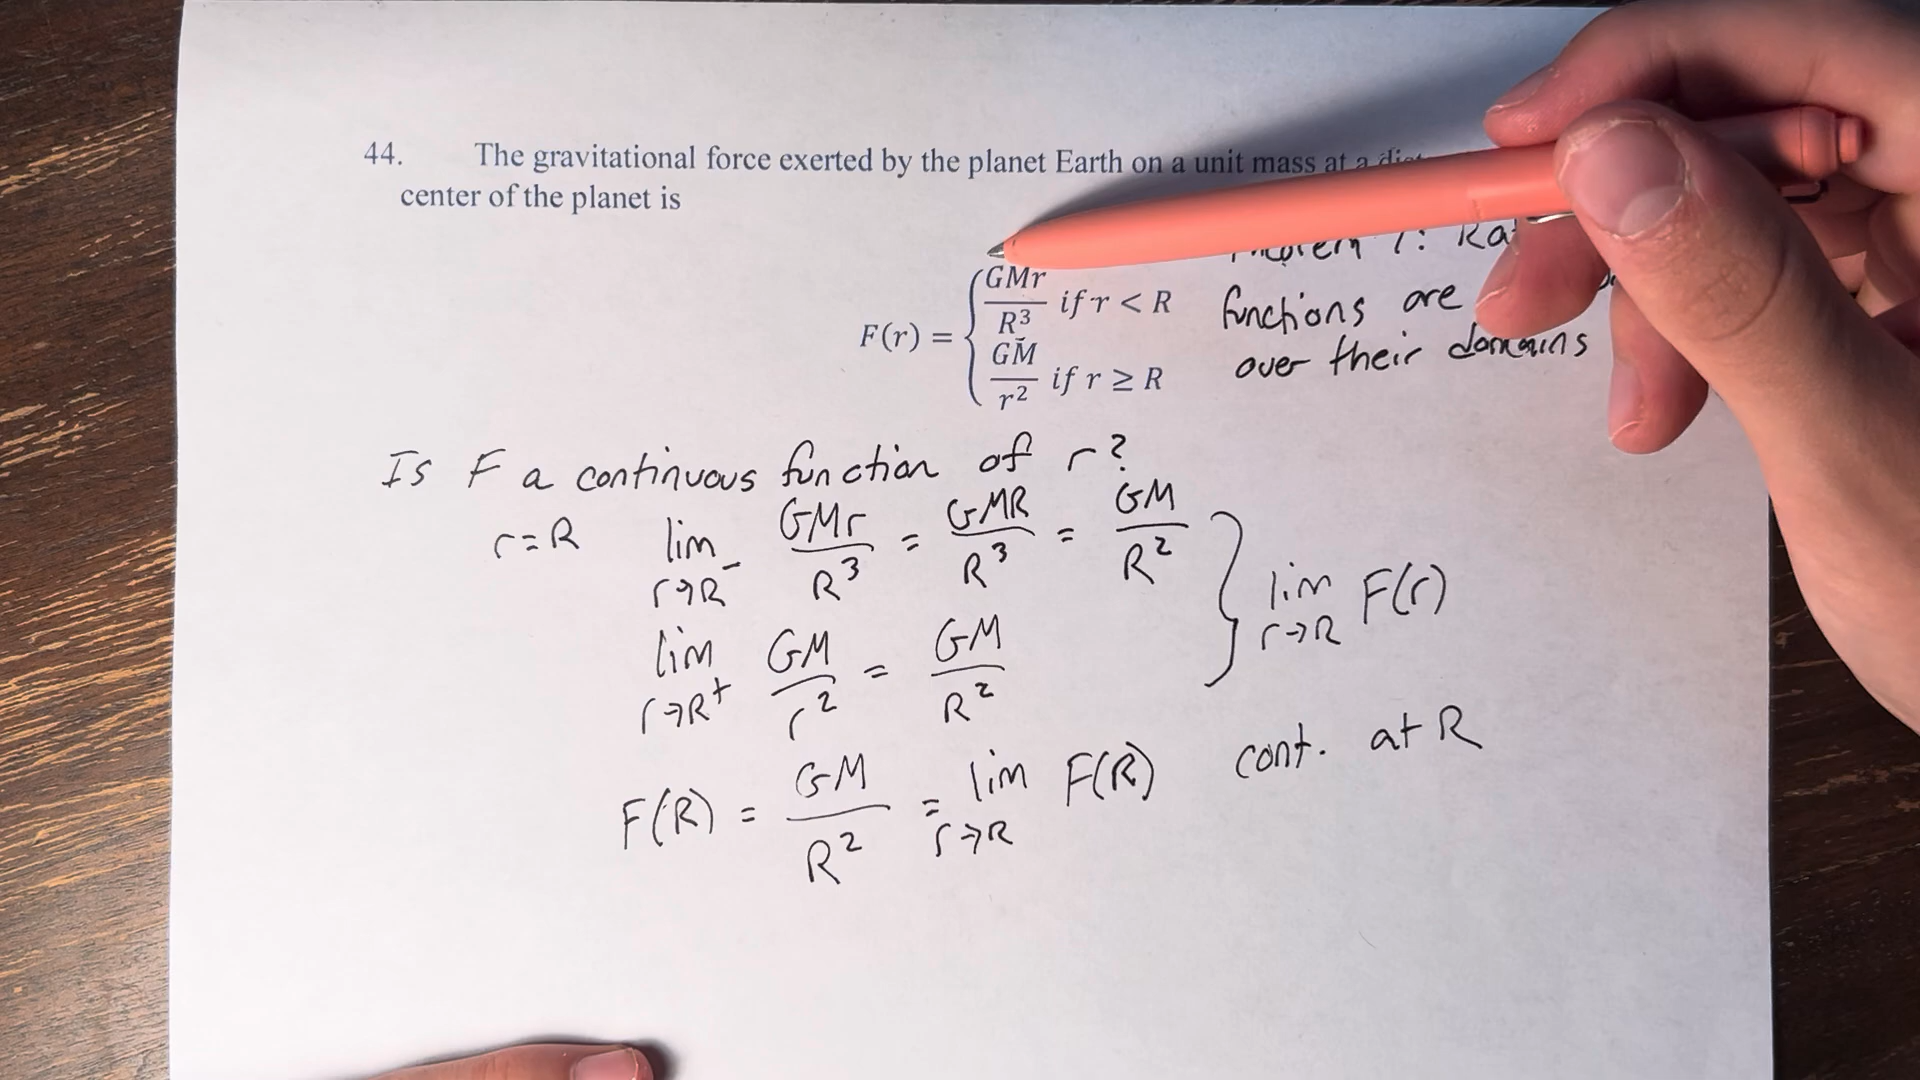 44. The gravitational force exerted by the planet Earth on a unit mass at a
center of the planet is
Theorem 7:
F(r) = { GMr/R³ if r < R
GM/r² if r ≥ R
functions are
over their domains
Is F a continuous function of r?
r=R lim r→R⁻ GMr/R³ = GMR/R³ = GM/R²
lim r→R⁺ GM/r² = GM/R² } lim r→R F(r)
F(R) = GM/R² = lim r→R F(R) cont. at R